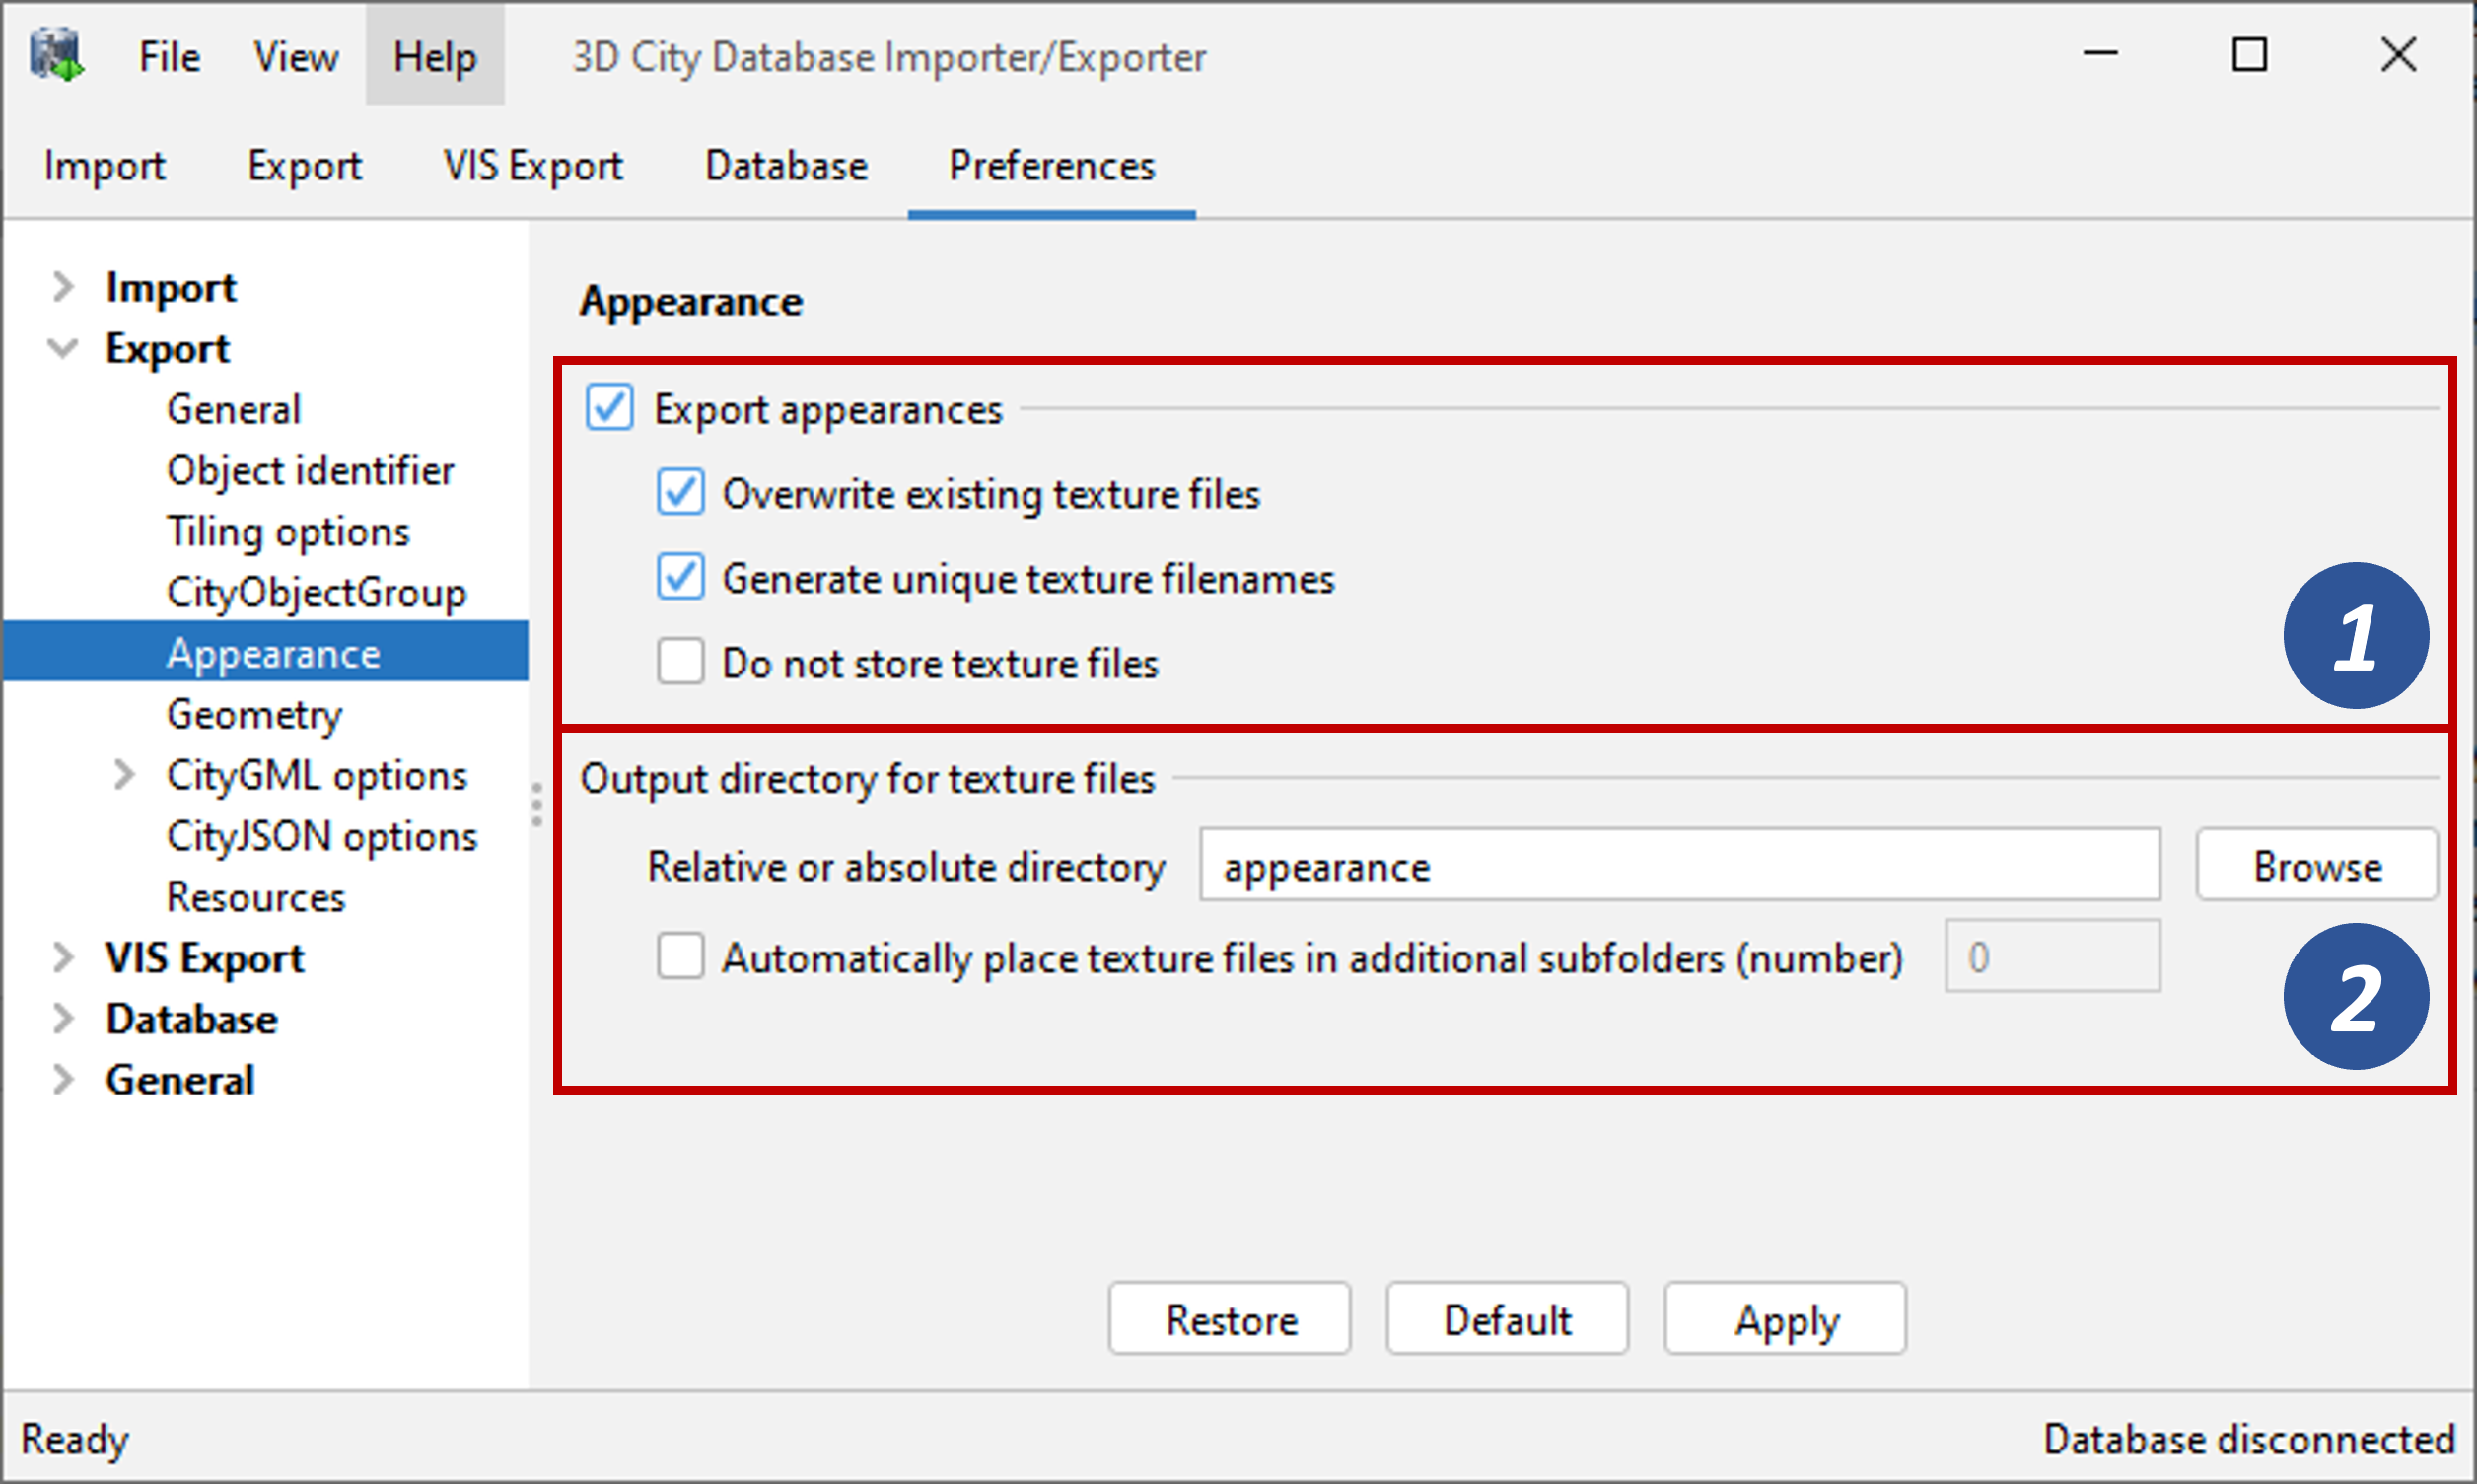 File View Help 3D City Database Importer/Exporter
Import Export VIS Export Database Preferences
Import
Export
General
Object identifier
Tiling options
CityObjectGroup
Appearance
Geometry
CityGML options
CityJSON options
Resources
VIS Export
Database
General
Appearance
Export appearances
Overwrite existing texture files
Generate unique texture filenames
Do not store texture files
1
Output directory for texture files
Relative or absolute directory appearance Browse
Automatically place texture files in additional subfolders (number) 0
2
Restore Default Apply
Ready Database disconnected